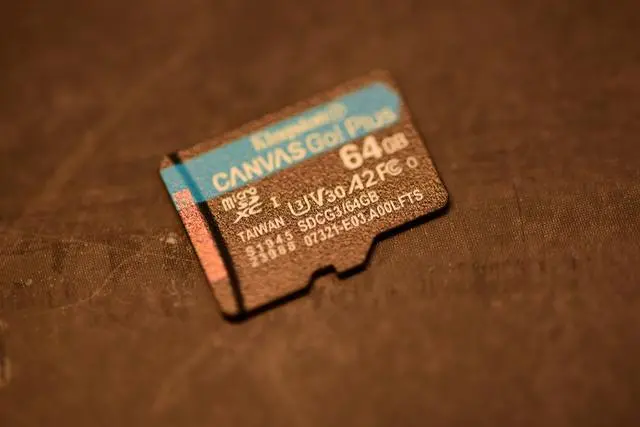 Kingston
CANVAS Go! Plus
64GB
micro SD XC I U3 V30 A2 FC
TAIWAN SDCG3/64GB
07321-E03.A00LFTS